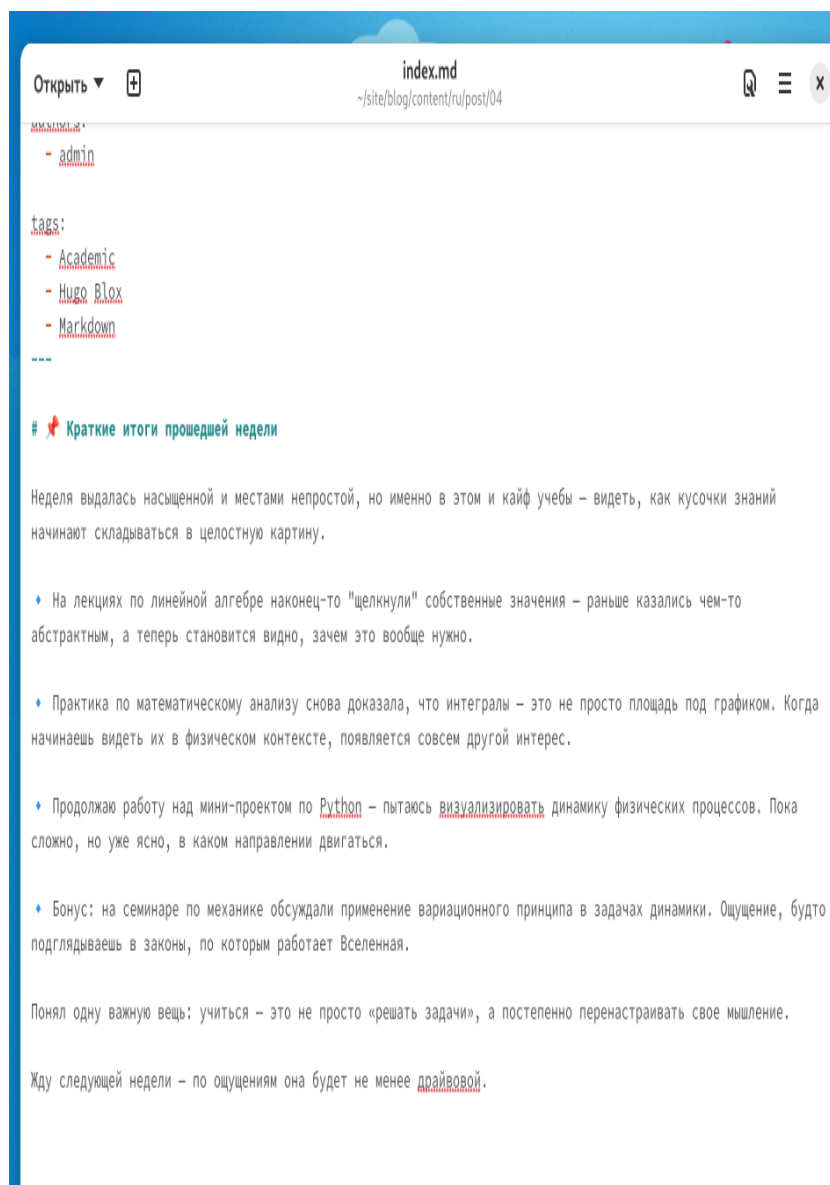 Открыть
index.md
~/site/blog/content/ru/post/04
authors:
- admin
tags:
- Academic
- Hugo Blox
- Markdown
---
# 📌 Краткие итоги прошедшей недели
Неделя выдалась насыщенной и местами непростой, но именно в этом и кайф учебы – видеть, как кусочки знаний
начинают складываться в целостную картину.
🔹 На лекциях по линейной алгебре наконец-то "щелкнули" собственные значения – раньше казались чем-то
абстрактным, а теперь становится видно, зачем это вообще нужно.
🔹 Практика по математическому анализу снова доказала, что интегралы – это не просто площадь под графиком. Когда
начинаешь видеть их в физическом контексте, появляется совсем другой интерес.
🔹 Продолжаю работу над мини-проектом по Python – пытаюсь визуализировать динамику физических процессов. Пока
сложно, но уже ясно, в каком направлении двигаться.
🔹 Бонус: на семинаре по механике обсуждали применение вариационного принципа в задачах динамики. Ощущение, будто
подглядываешь в законы, по которым работает Вселенная.
Понял одну важную вещь: учиться – это не просто «решать задачи», а постепенно перенастраивать свое мышление.
Жду следующей недели – по ощущениям она будет не менее драйвовой.